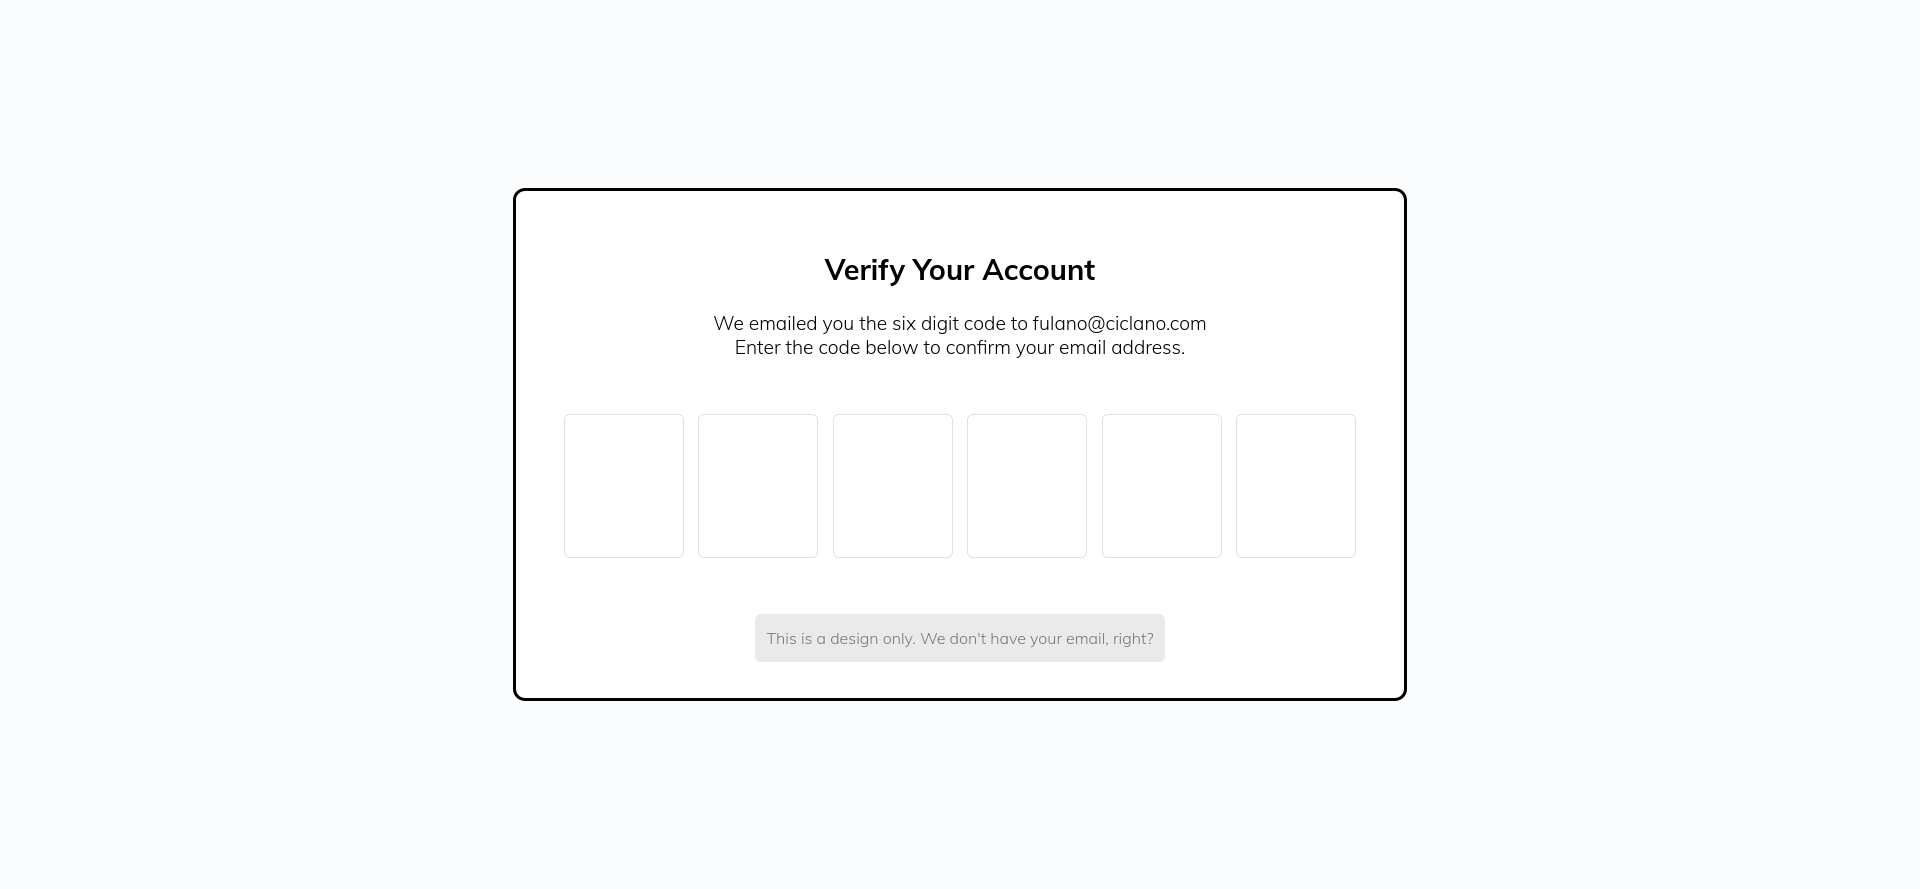 Verify Your Account
We emailed you the six digit code to fulano@ciclano.com
Enter the code below to confirm your email address.
This is a design only. We don't have your email, right?